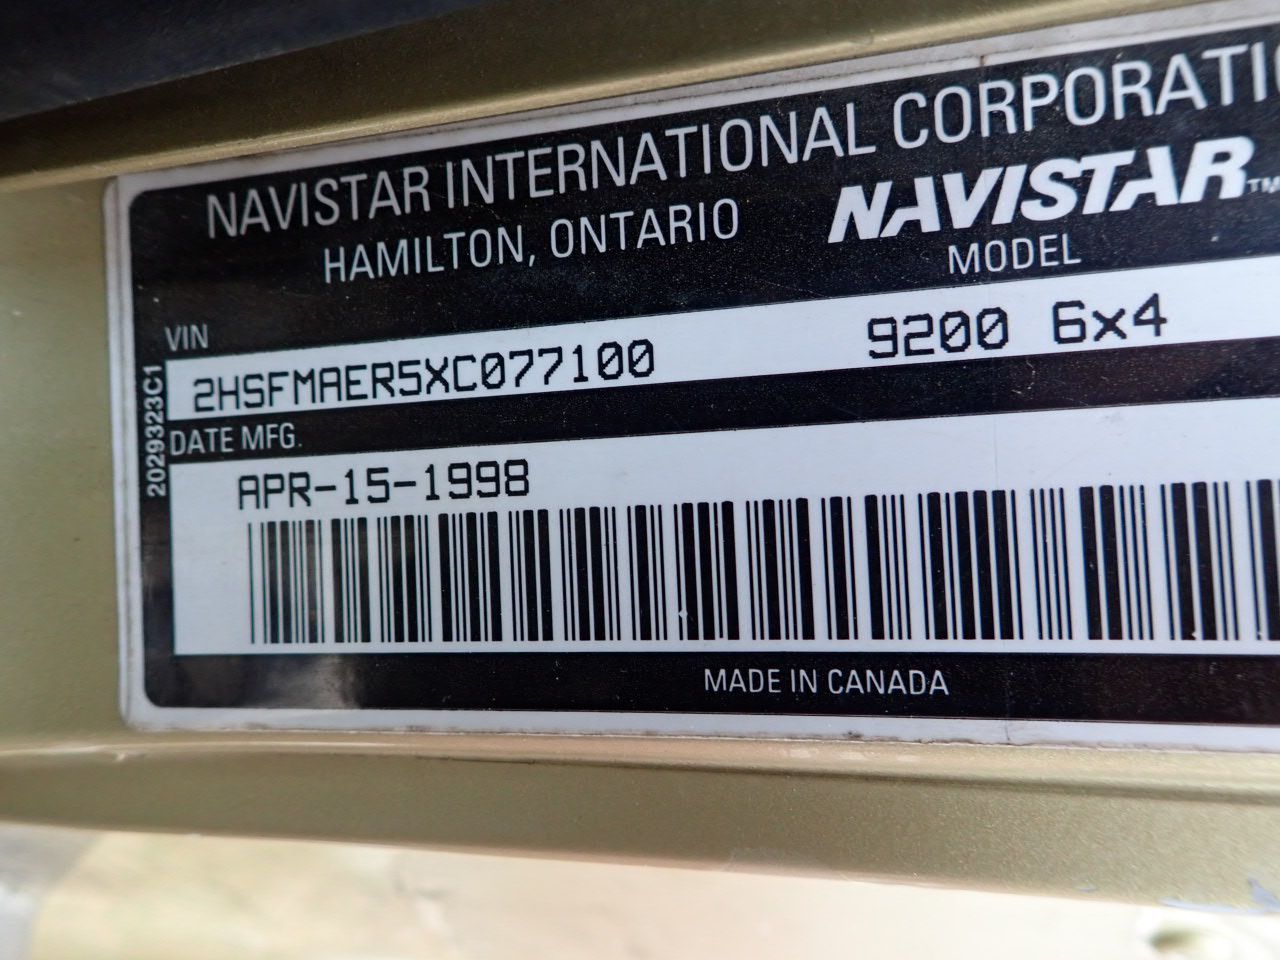 NAVISTAR INTERNATIONAL CORPORATI
HAMILTON, ONTARIO
NAVISTAR™
MODEL
VIN
2HSFMAER5XC077100 9200 6x4
2029323C1
DATE MFG.
APR-15-1998
MADE IN CANADA